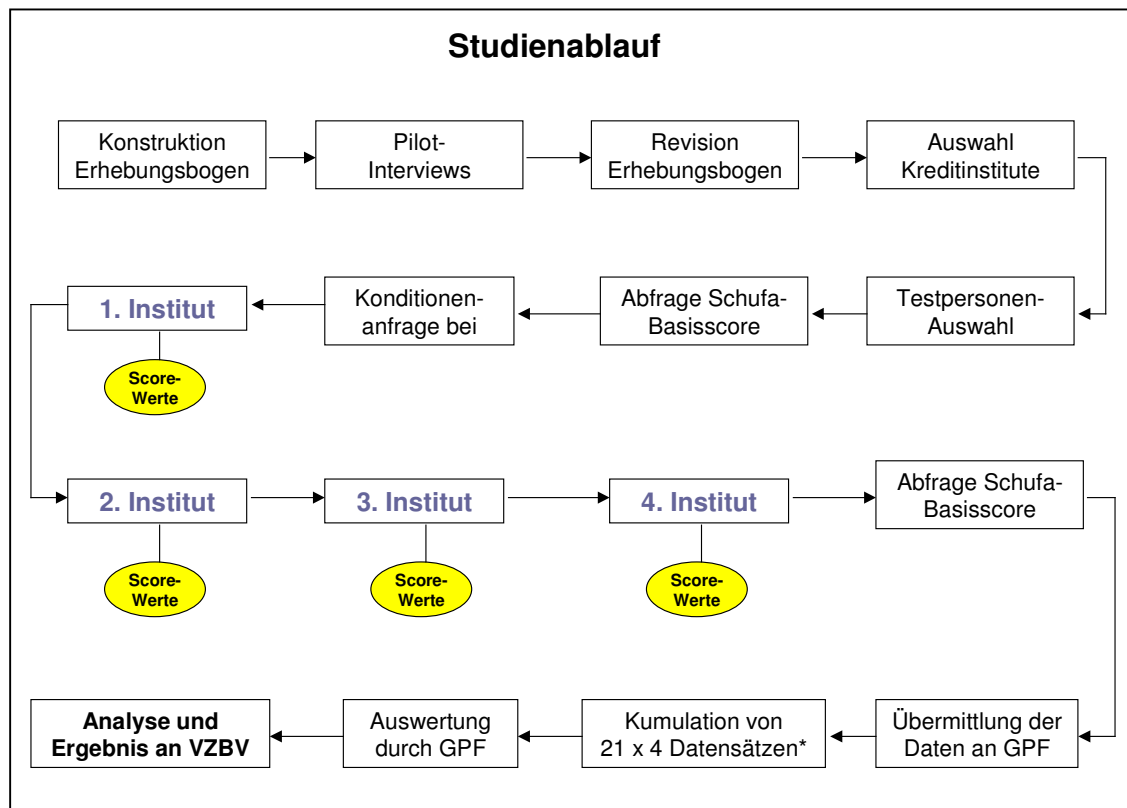 Studienablauf
Konstruktion
Erhebungsbogen
Pilot-
Interviews
Revision
Erhebungsbogen
Auswahl
Kreditinstitute
Testpersonen-
Auswahl
Abfrage Schufa-
Basisscore
Konditionen-
anfrage bei
1. Institut
Score-
Werte
2. Institut
Score-
Werte
3. Institut
Score-
Werte
4. Institut
Score-
Werte
Abfrage Schufa-
Basisscore
Übermittlung der
Daten an GPF
Kumulation von
21 x 4 Datensätzen*
Auswertung
durch GPF
Analyse und
Ergebnis an VZBV